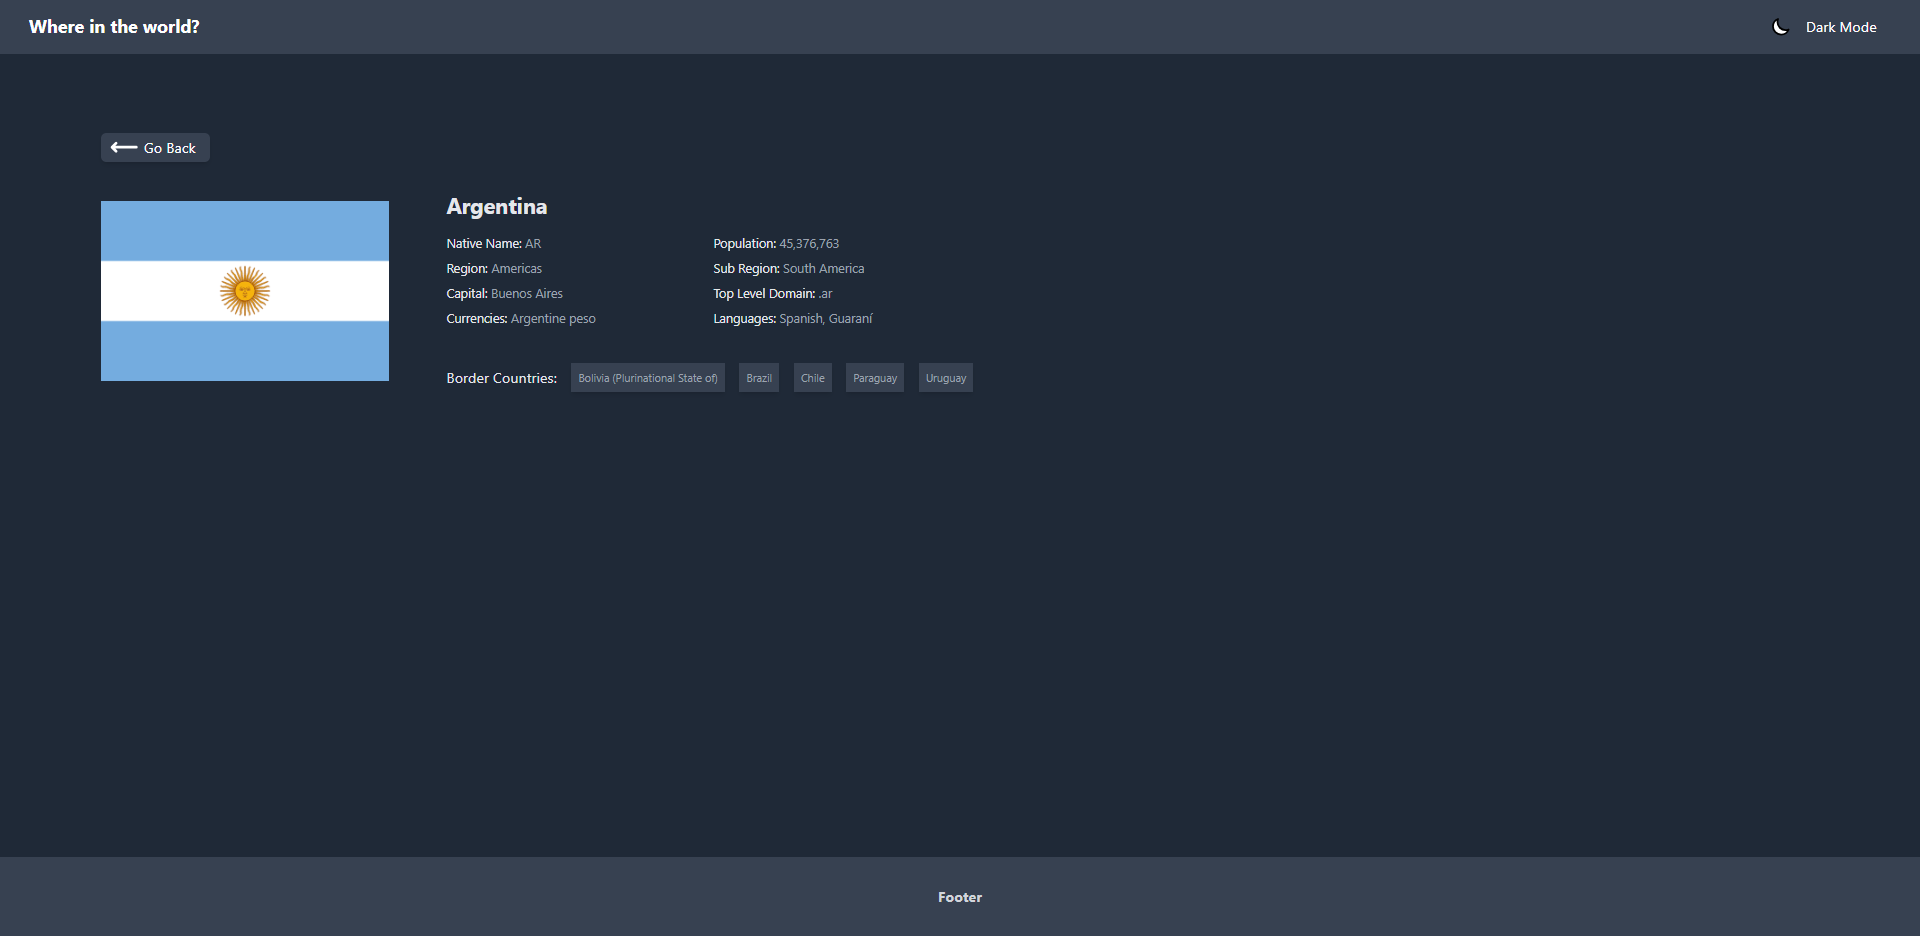 Where in the world?
Dark Mode
Go Back
Argentina
Native Name: AR
Region: Americas
Capital: Buenos Aires
Currencies: Argentine peso
Population: 45,376,763
Sub Region: South America
Top Level Domain: .ar
Languages: Spanish, Guaraní
Border Countries: Bolivia (Plurinational State of) Brazil Chile Paraguay Uruguay
Footer